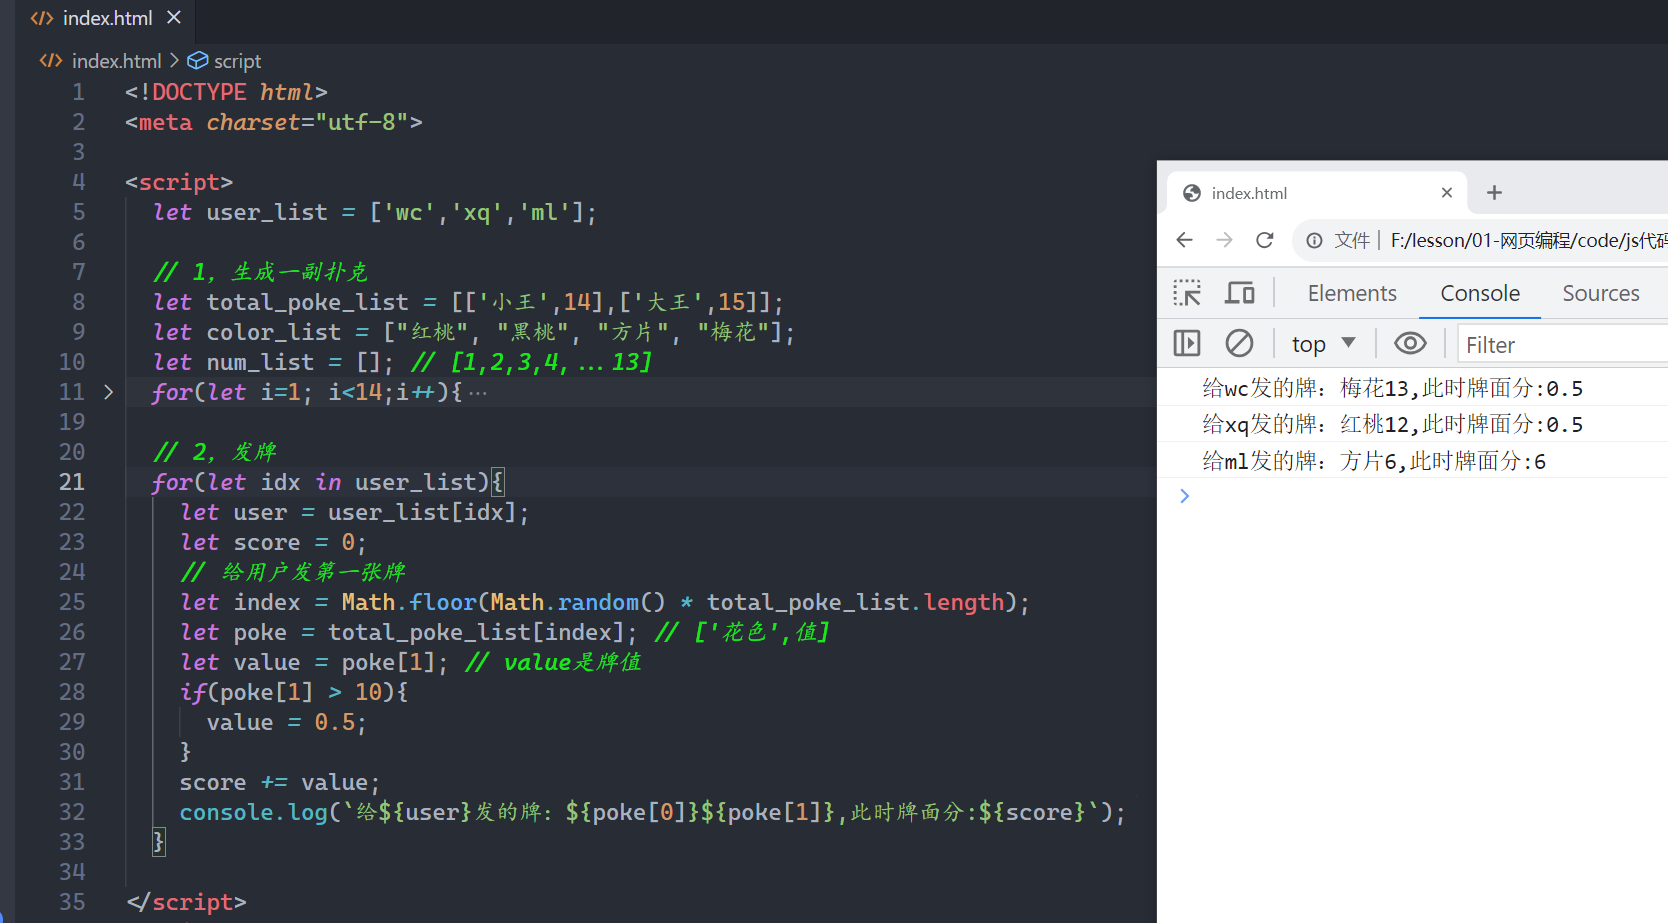 index.html
index.html > script
1 <!DOCTYPE html>
2 <meta charset="utf-8">
3
4 <script>
5 let user_list = ['wc','xq','ml'];
6
7 // 1, 生成一副扑克
8 let total_poke_list = [['小王',14],['大王',15]];
9 let color_list = ["红桃", "黑桃", "方片", "梅花"];
10 let num_list = []; // [1,2,3,4, ...13]
11 for(let i=1; i<14;i++){ ...
19
20 // 2, 发牌
21 for(let idx in user_list){
22 let user = user_list[idx];
23 let score = 0;
24 // 给用户发第一张牌
25 let index = Math.floor(Math.random() * total_poke_list.length);
26 let poke = total_poke_list[index]; // ['花色',值]
27 let value = poke[1]; // value是牌值
28 if(poke[1] > 10){
29 value = 0.5;
30 }
31 score += value;
32 console.log(`给${user}发的牌: ${poke[0]}${poke[1]},此时牌面分:${score}`);
33 }
34
35 </script>
index.html
文件 | F:/lesson/01-网页编程/code/js代码
Elements Console Sources
top Filter
给wc发的牌: 梅花13,此时牌面分:0.5
给xq发的牌: 红桃12,此时牌面分:0.5
给ml发的牌: 方片6,此时牌面分:6